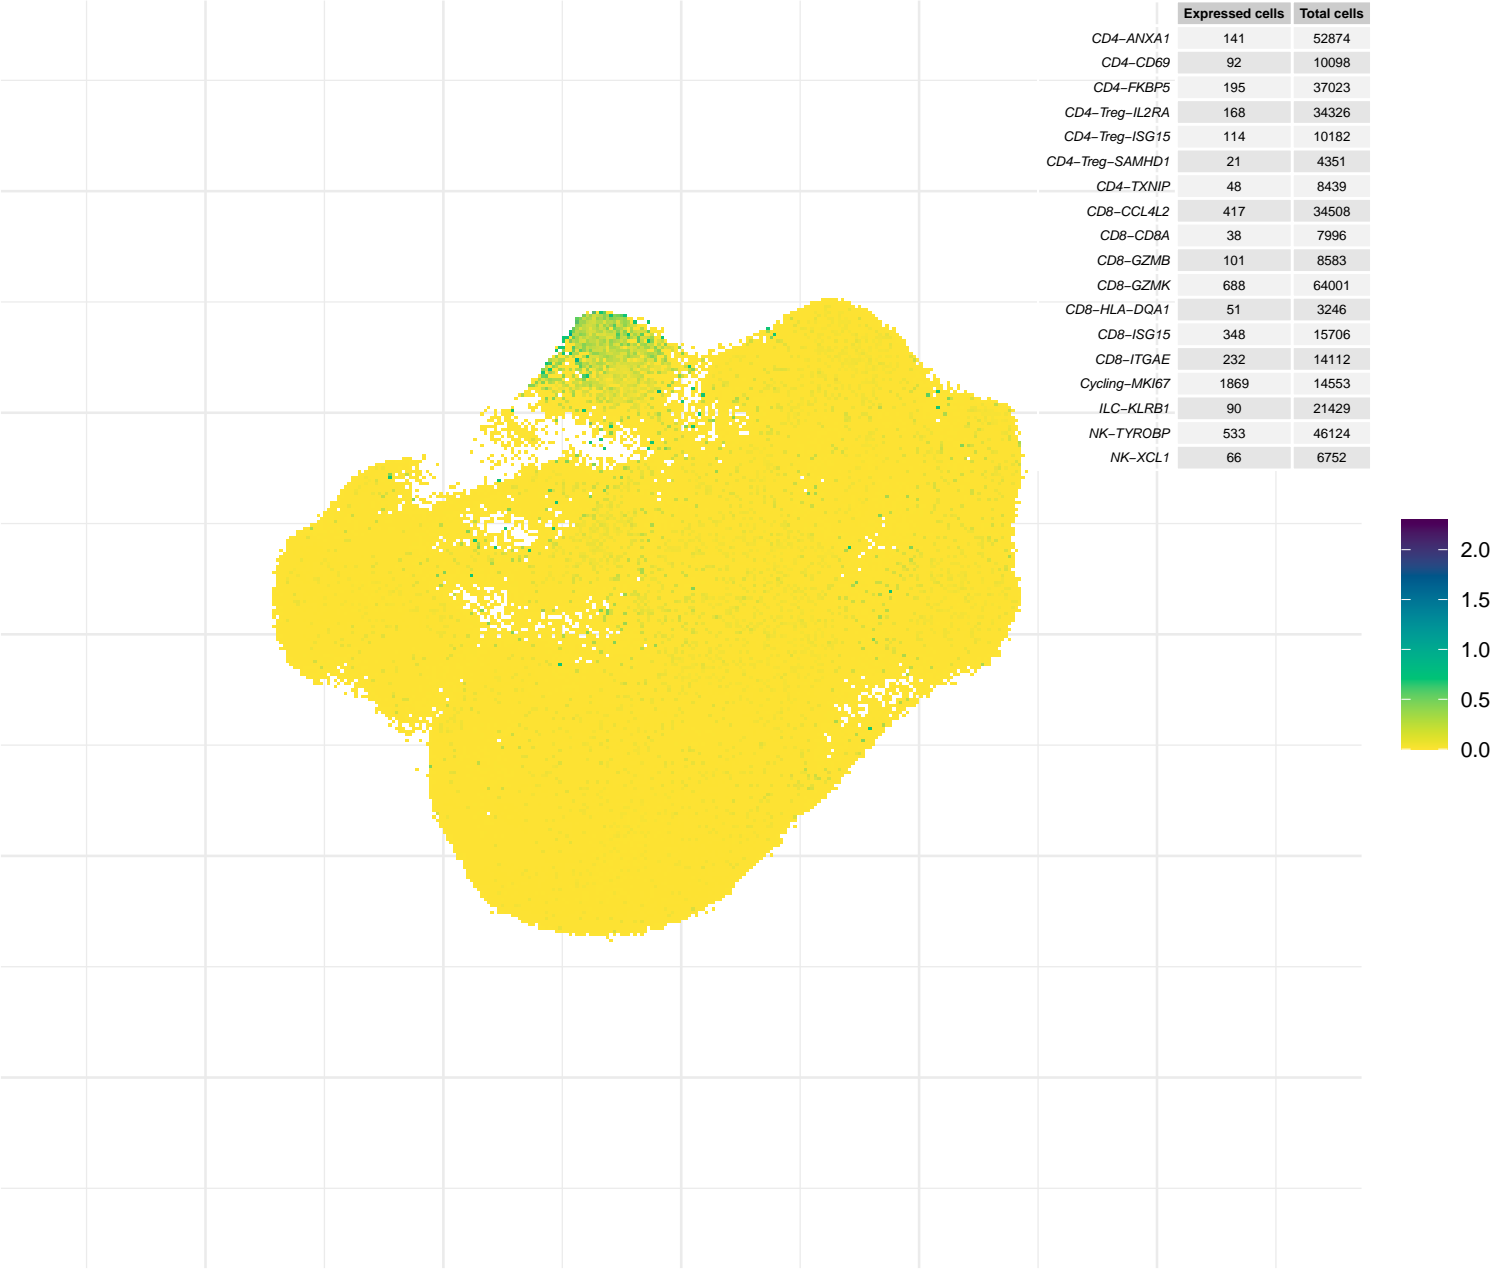 Expressed cells Total cells
CD4−ANXA1 141 52874
CD4−CD69 92 10098
CD4−FKBP5 195 37023
CD4−Treg−IL2RA 168 34326
CD4−Treg−ISG15 114 10182
CD4−Treg−SAMHD1 21 4351
CD4−TXNIP 48 8439
CD8−CCL4L2 417 34508
CD8−CD8A 38 7996
CD8−GZMB 101 8583
CD8−GZMK 688 64001
CD8−HLA−DQA1 51 3246
CD8−ISG15 348 15706
CD8−ITGAE 232 14112
Cycling−MKI67 1869 14553
ILC−KLRB1 90 21429
NK−TYROBP 533 46124
NK−XCL1 66 6752
2.0
1.5
1.0
0.5
0.0